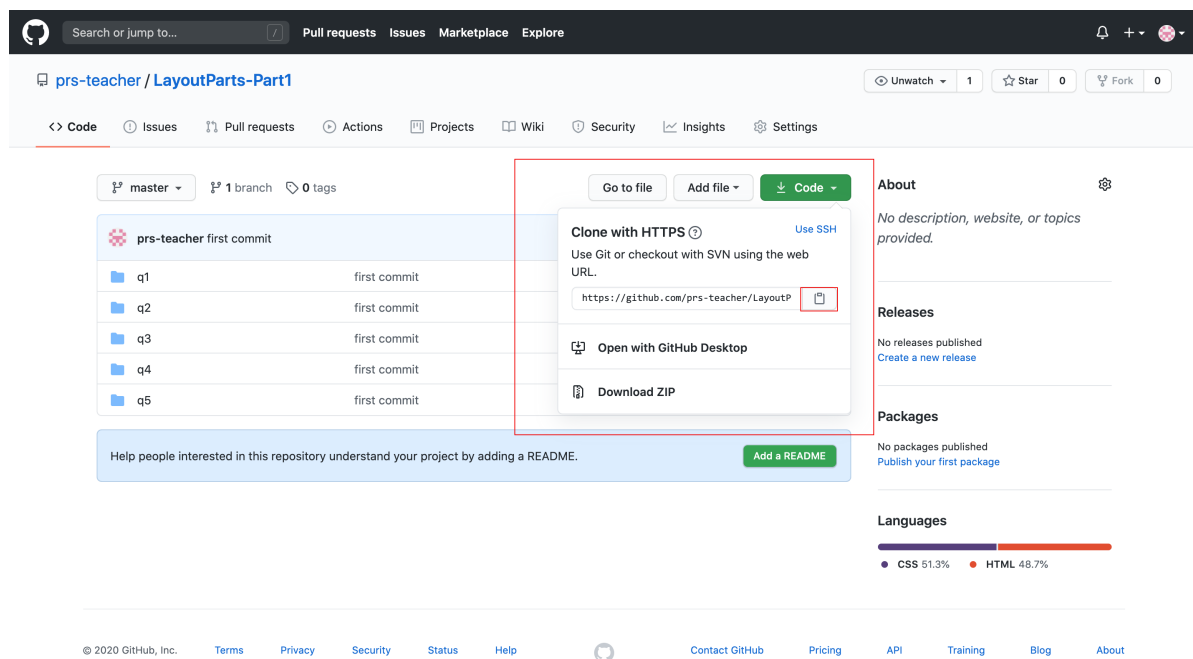 Search or jump to... /
Pull requests Issues Marketplace Explore
prs-teacher / LayoutParts-Part1
Unwatch 1 Star 0 Fork 0
<> Code Issues Pull requests Actions Projects Wiki Security Insights Settings
master 1 branch 0 tags
Go to file Add file Code
prs-teacher first commit
q1 first commit
q2 first commit
q3 first commit
q4 first commit
q5 first commit
Clone with HTTPS ? Use SSH
Use Git or checkout with SVN using the web
URL.
https://github.com/prs-teacher/LayoutP
Open with GitHub Desktop
Download ZIP
Help people interested in this repository understand your project by adding a README. Add a README
About
No description, website, or topics
provided.
Releases
No releases published
Create a new release
Packages
No packages published
Publish your first package
Languages
CSS 51.3% HTML 48.7%
© 2020 GitHub, Inc. Terms Privacy Security Status Help Contact GitHub Pricing API Training Blog About